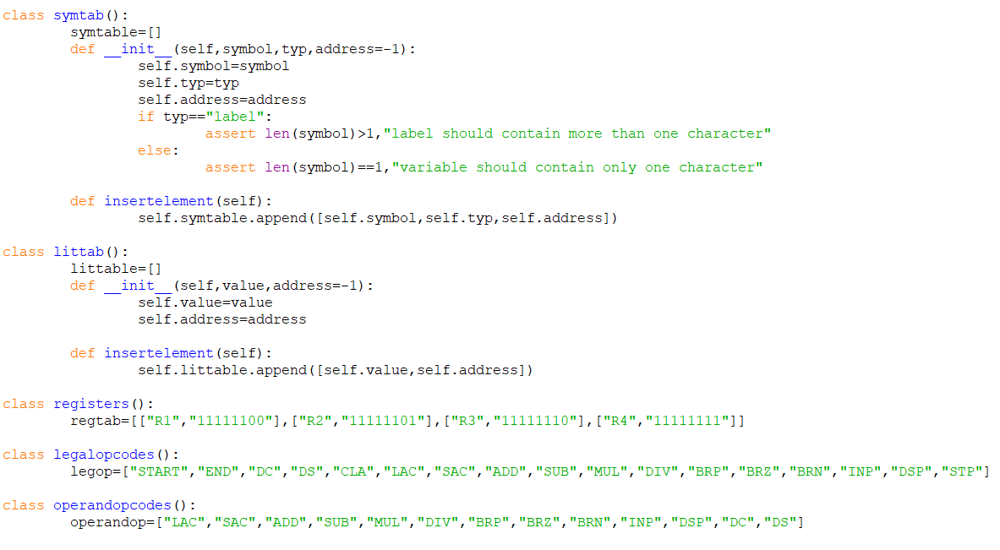 class symtab():
        symtable=[]
        def __init__(self,symbol,typ,address=-1):
                self.symbol=symbol
                self.typ=typ
                self.address=address
                if typ=="label":
                        assert len(symbol)>1,"label should contain more than one character"
                else:
                        assert len(symbol)==1,"variable should contain only one character"

        def insertelement(self):
                self.symtable.append([self.symbol,self.typ,self.address])

class littab():
        littable=[]
        def __init__(self,value,address=-1):
                self.value=value
                self.address=address

        def insertelement(self):
                self.littable.append([self.value,self.address])

class registers():
        regtab=[["R1","11111100"],["R2","11111101"],["R3","11111110"],["R4","11111111"]]

class legalopcodes():
        legop=["START","END","DC","DS","CLA","LAC","SAC","ADD","SUB","MUL","DIV","BRP","BRZ","BRN","INP","DSP","STP"]

class operandopcodes():
        operandop=["LAC","SAC","ADD","SUB","MUL","DIV","BRP","BRZ","BRN","INP","DSP","DC","DS"]